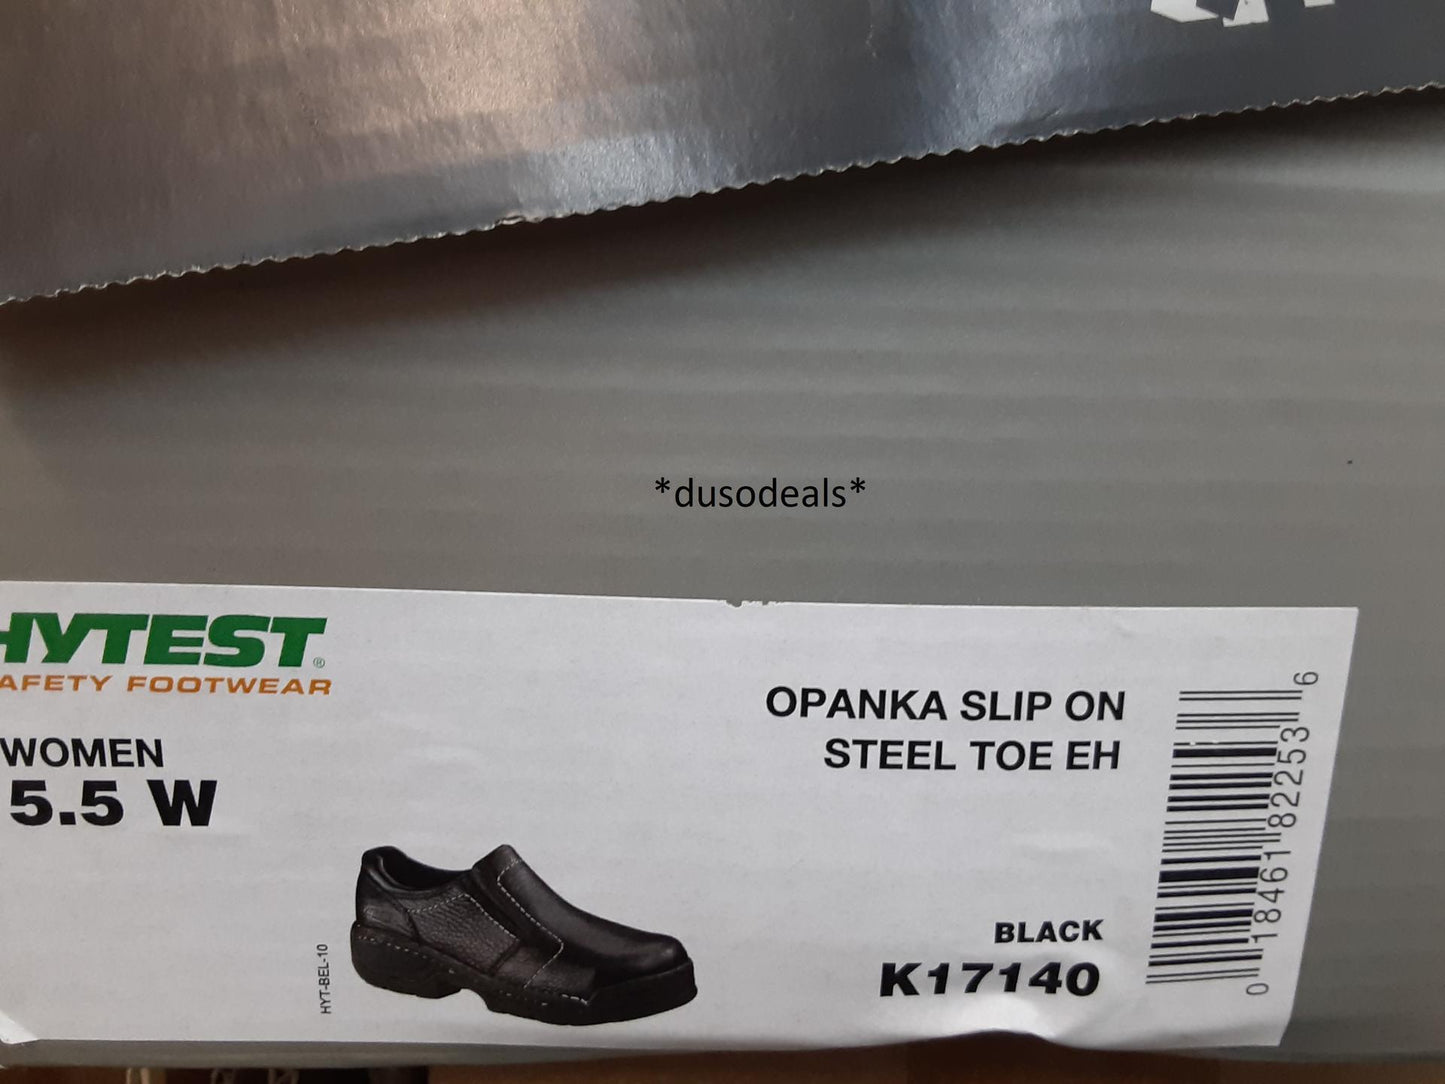 *dusodeals*
HYTEST®
SAFETY FOOTWEAR
WOMEN
5.5 W
OPANKA SLIP ON
STEEL TOE EH
HYT-BEL-10
BLACK
K17140
0 18461 82253 6